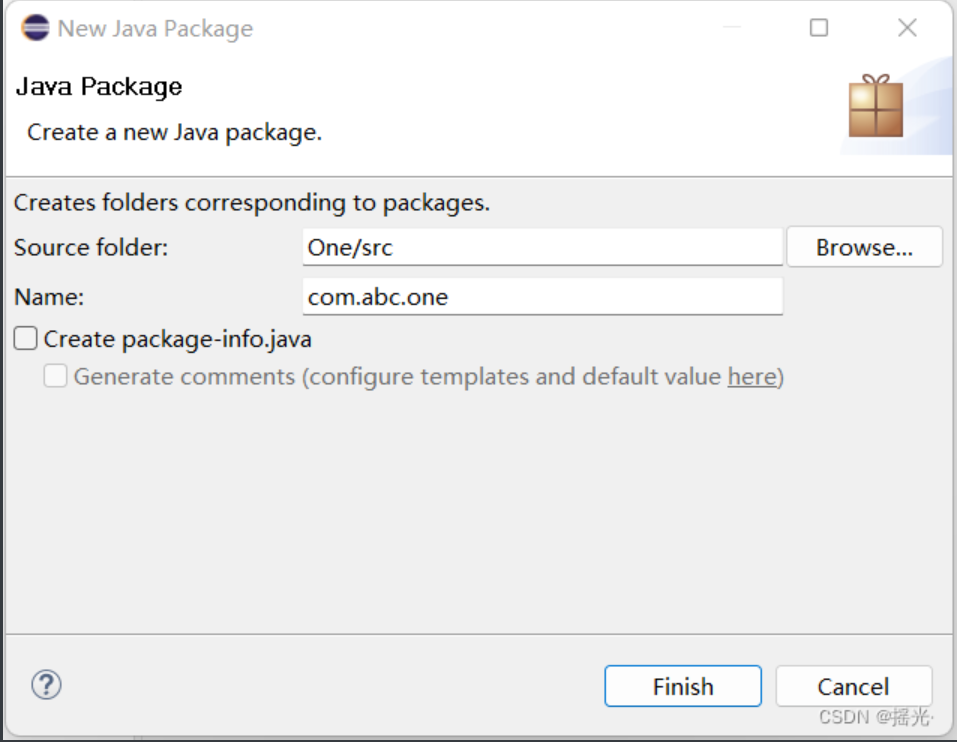 New Java Package
Java Package
Create a new Java package.
Creates folders corresponding to packages.
Source folder: One/src Browse...
Name: com.abc.one
Create package-info.java
Generate comments (configure templates and default value here)
? Finish Cancel
CSDN @摇光·